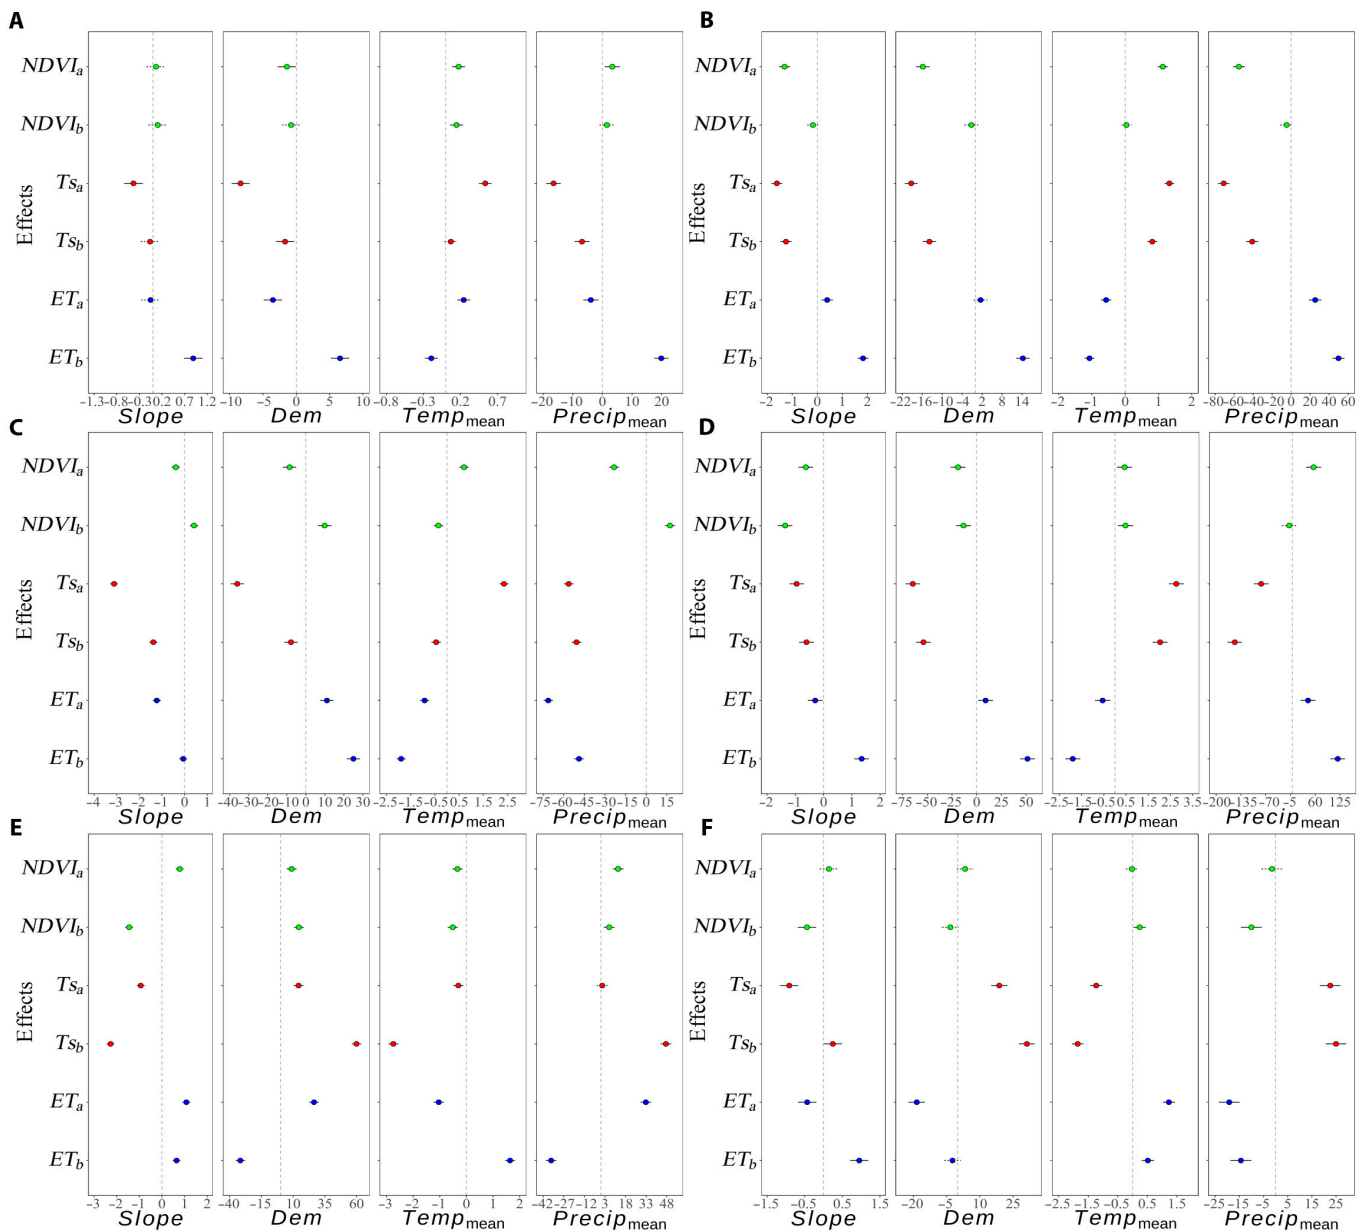 A
B
NDVIa
NDVIb
Tsa
Tsb
ETa
ETb
Effects
−1.3−0.8−0.30.2 0.7 1.2
−10 −5 0 5 10
−0.8 −0.3 0.2 0.7
−20 −10 0 10 20
Slope Dem Tempmean Precipmean
NDVIa
NDVIb
Tsa
Tsb
ETa
ETb
Effects
−2 −1 0 1 2
−22−16−10−4 2 8 14
−2 −1 0 1 2
−80−60−40−20 0 20 40 60
Slope Dem Tempmean Precipmean
C
D
NDVIa
NDVIb
Tsa
Tsb
ETa
ETb
Effects
−4 −3 −2 −1 0 1
−40−30−20−10 0 10 20 30
−2.5−1.5−0.5 0.5 1.5 2.5
−75−60−45−30−15 0 15
Slope Dem Tempmean Precipmean
NDVIa
NDVIb
Tsa
Tsb
ETa
ETb
Effects
−2 −1 0 1 2
−75 −50 −25 0 25 50
−2.5−1.5−0.5 0.5 1.5 2.5 3.5
−200−135−70 −5 60 125
Slope Dem Tempmean Precipmean
E
F
NDVIa
NDVIb
Tsa
Tsb
ETa
ETb
Effects
−3 −2 −1 0 1 2
−40 −15 10 35 60
−3 −2 −1 0 1 2
−42−27−12 3 18 33 48
Slope Dem Tempmean Precipmean
NDVIa
NDVIb
Tsa
Tsb
ETa
ETb
Effects
−1.5 −0.5 0.5 1.5
−20 −5 10 25
−2.5 −1.5 −0.5 0.5 1.5
−25 −15 −5 5 15 25
Slope Dem Tempmean Precipmean